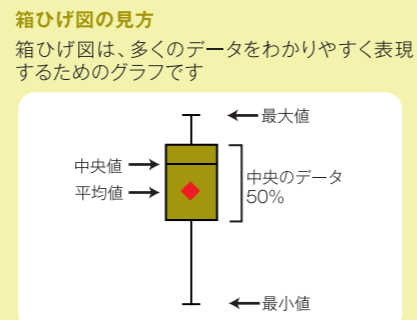 箱ひげ図の見方
箱ひげ図は、多くのデータをわかりやすく表現
するためのグラフです
最大値
中央値
平均値
中央のデータ
50%
最小値